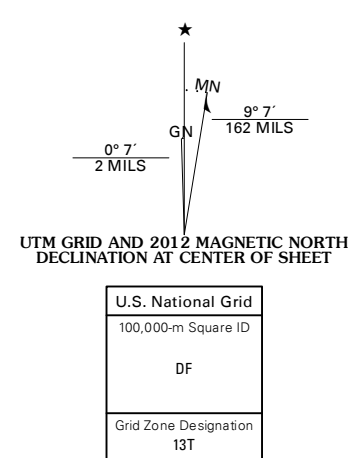 ★
MN
GN
9° 7´
162 MILS
0° 7´
2 MILS
UTM GRID AND 2012 MAGNETIC NORTH
DECLINATION AT CENTER OF SHEET
U.S. National Grid
100,000-m Square ID
DF
Grid Zone Designation
13T